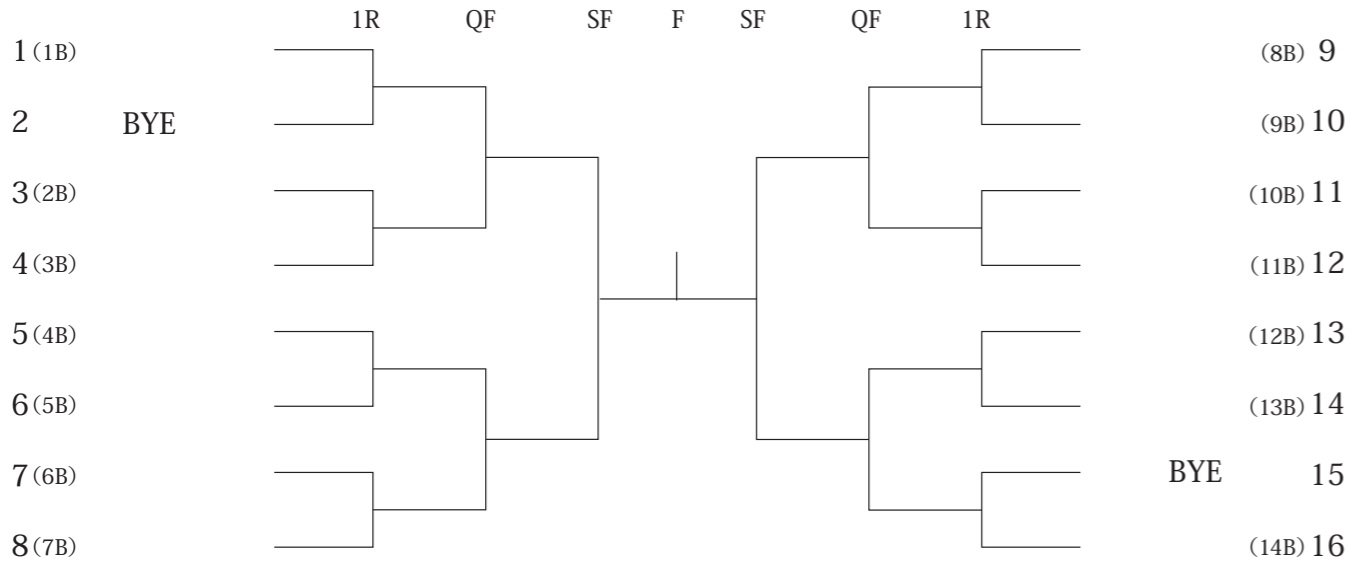 1R QF SF F SF QF 1R
1 (1B) (8B) 9
2 BYE (9B) 10
3 (2B) (10B) 11
4 (3B) (11B) 12
5 (4B) (12B) 13
6 (5B) (13B) 14
7 (6B) BYE 15
8 (7B) (14B) 16